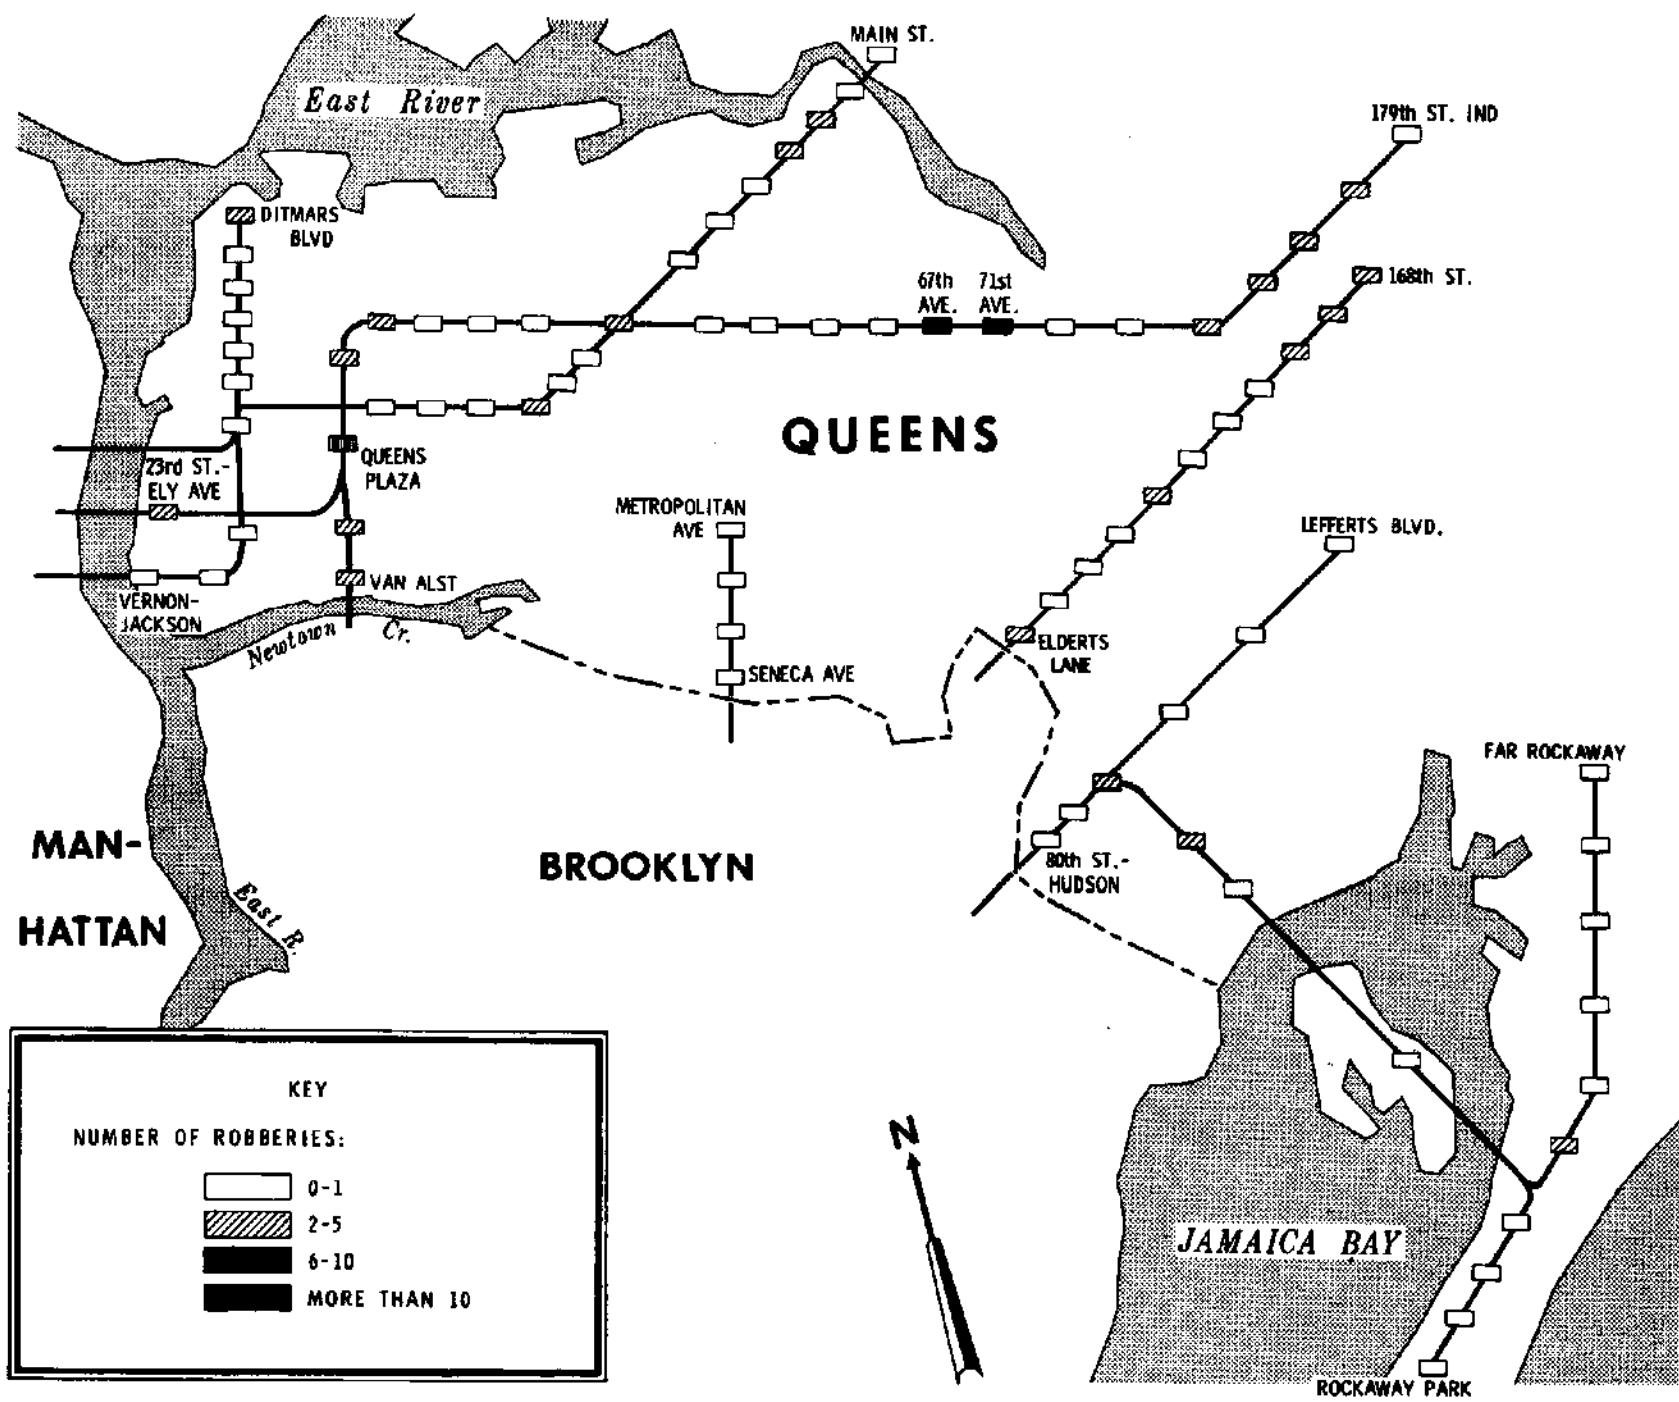 MAIN ST.
East River
179th ST. IND
DITMARS
BLVD
67th
AVE.
71st
AVE.
168th ST.
QUEENS
23rd ST.-
ELY AVE
QUEENS
PLAZA
METROPOLITAN
AVE
LEFFERTS BLVD.
VAN ALST
VERNON-
JACKSON
Newtown Cr.
ELDERTS
LANE
SENECA AVE
FAR ROCKAWAY
MAN-
HATTAN
BROOKLYN
80th ST.-
HUDSON
East R.
KEY
NUMBER OF ROBBERIES:
0-1
2-5
6-10
MORE THAN 10
N
JAMAICA BAY
ROCKAWAY PARK